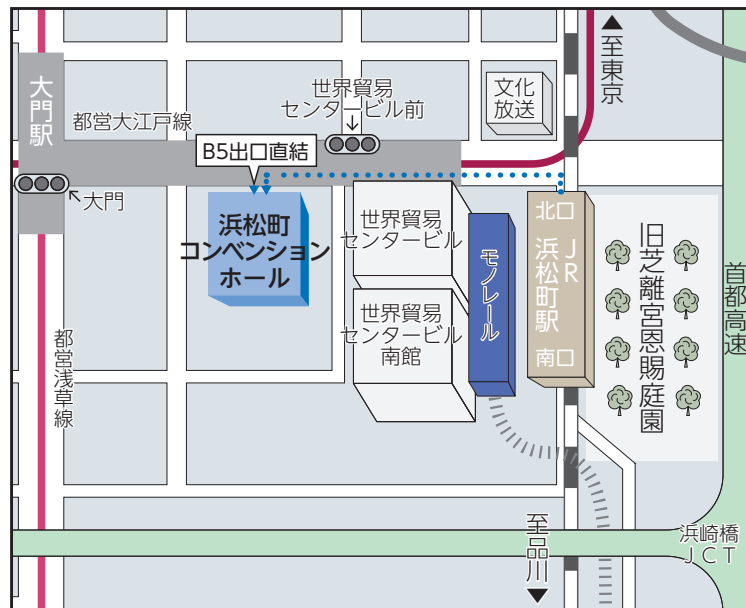 ▲至東京
大門駅
都営大江戸線
世界貿易
センタービル前
↓
文化
放送
B5出口直結
↖大門
浜松町
コンベンション
ホール
世界貿易
センタービル
世界貿易
センタービル
南館
モノレール
北口
JR
浜松町駅
南口
旧芝離宮恩賜庭園
首都高速
都営浅草線
至品川▼
浜崎橋
JCT